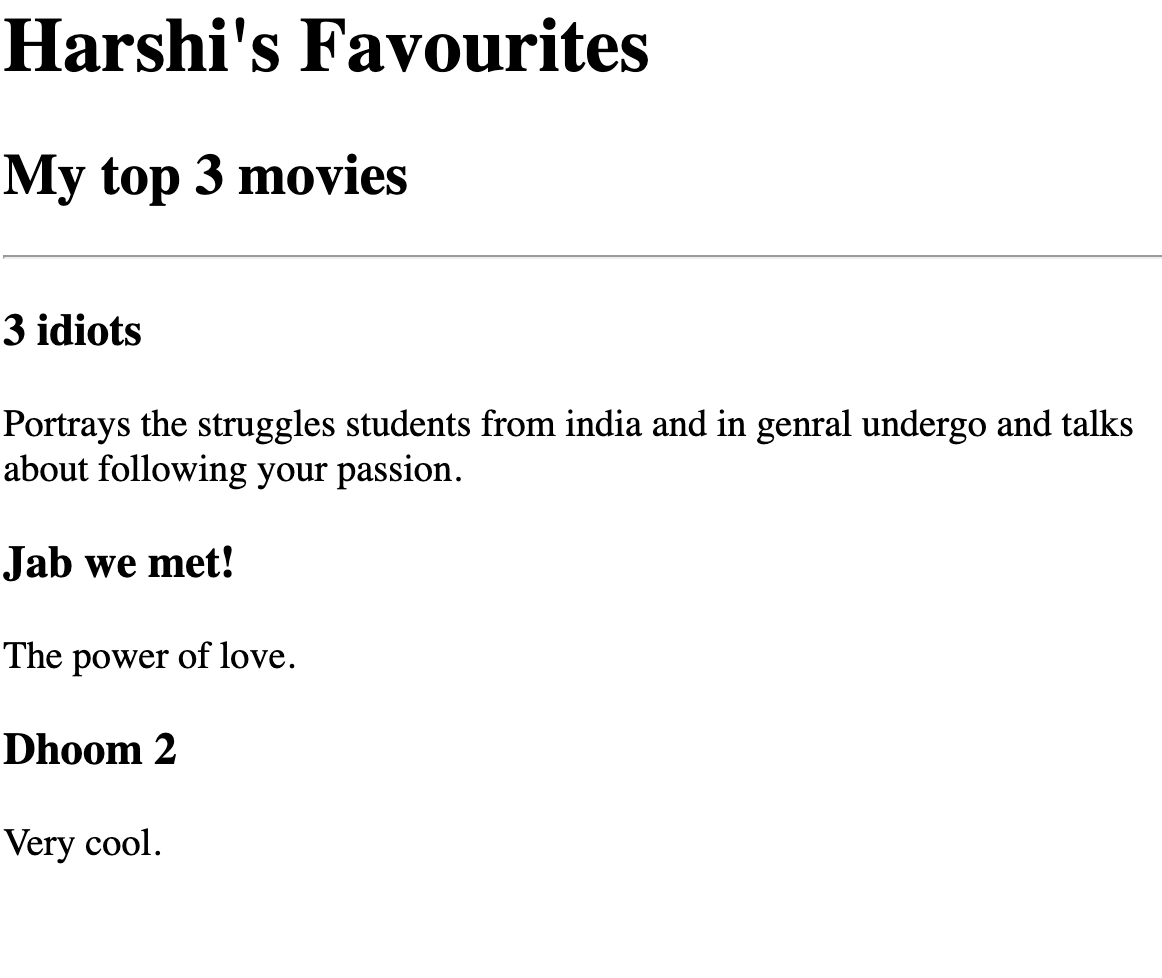 Harshi's Favourites
My top 3 movies
3 idiots
Portrays the struggles students from india and in genral undergo and talks
about following your passion.
Jab we met!
The power of love.
Dhoom 2
Very cool.